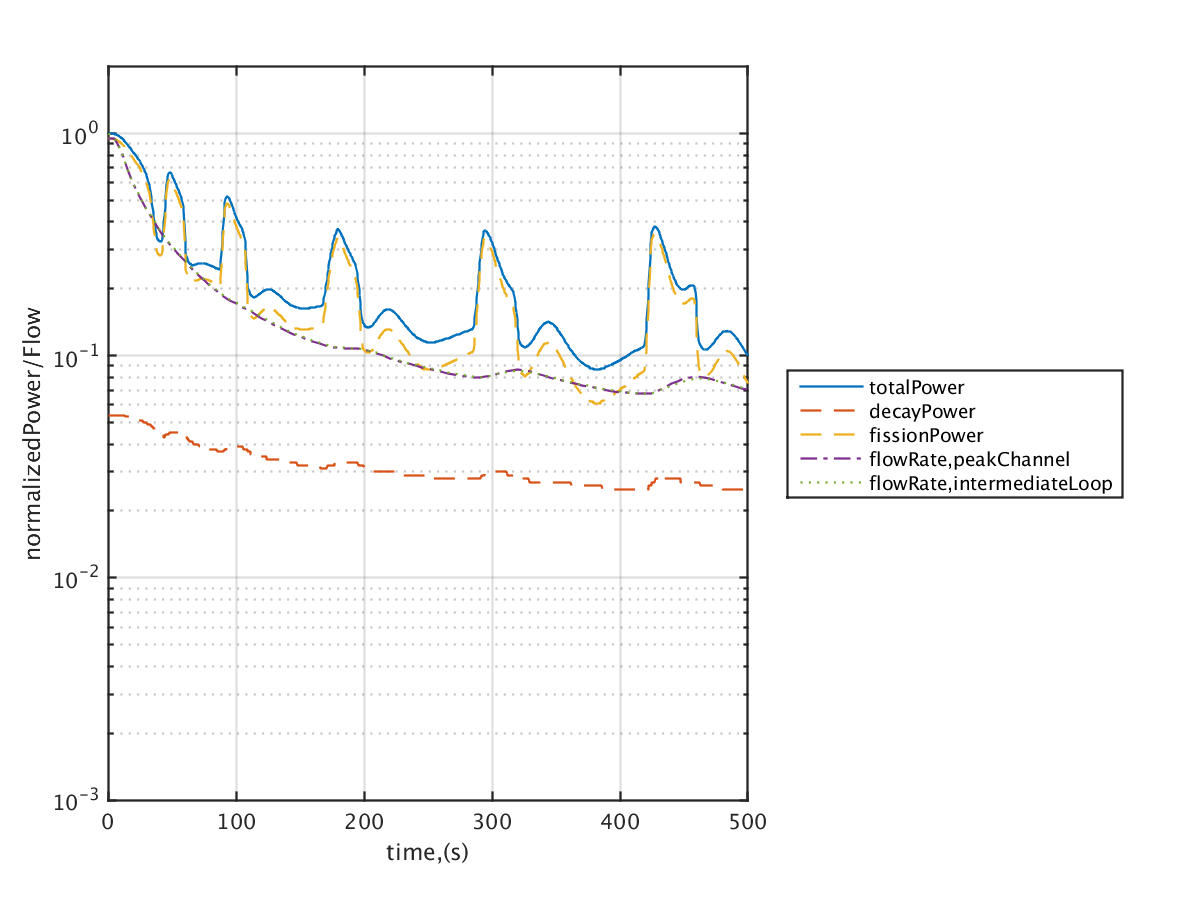 10^0
10^-1
10^-2
10^-3
normalizedPower/Flow
0 100 200 300 400 500
time,(s)
totalPower
decayPower
fissionPower
flowRate,peakChannel
flowRate,intermediateLoop